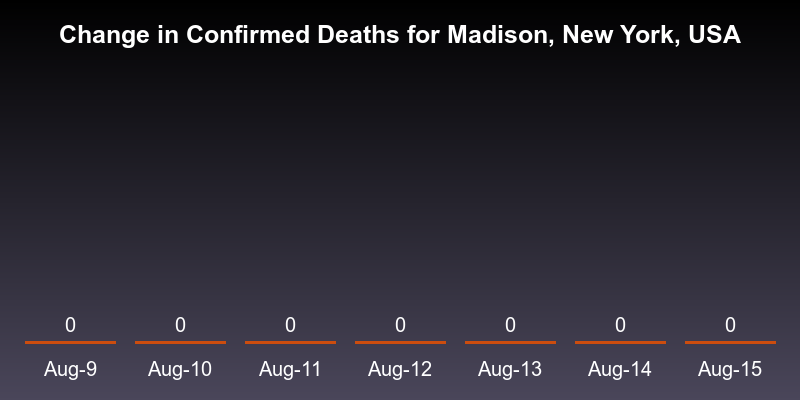 Change in Confirmed Deaths for Madison, New York, USA
0 0 0 0 0 0 0
Aug-9 Aug-10 Aug-11 Aug-12 Aug-13 Aug-14 Aug-15